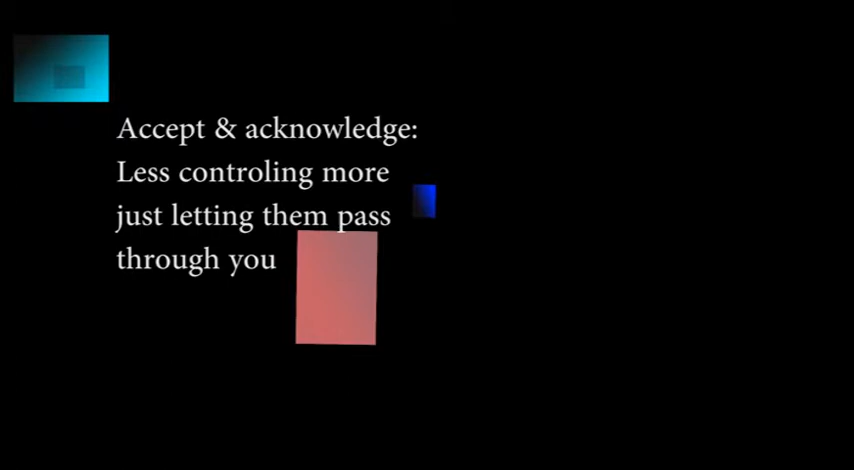 Accept & acknowledge:
Less controling more
just letting them pass
through you